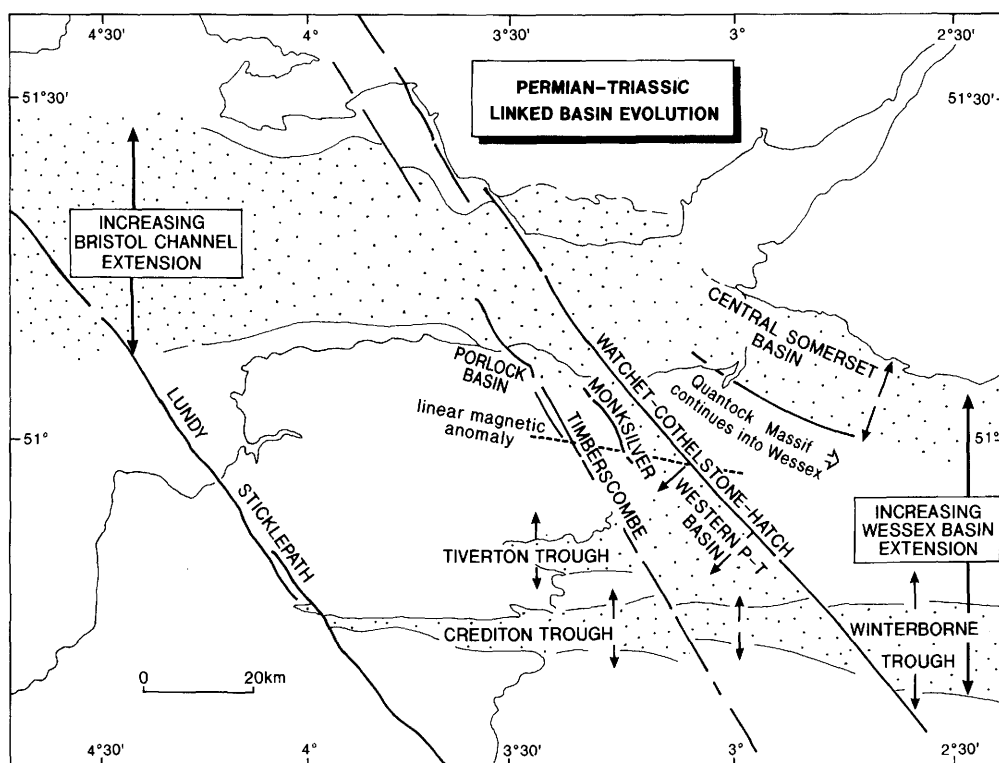 4°30'
4°
3°30'
3°
2°30'
51°30'
51°30'
PERMIAN-TRIASSIC
LINKED BASIN EVOLUTION
INCREASING
BRISTOL CHANNEL
EXTENSION
CENTRAL SOMERSET
BASIN
WATCHET-COTHELSTONE-HATCH
PORLOCK
BASIN
MONKSILVER
Quantock Massif
continues into Wessex
linear magnetic
anomaly
51°
51°
LUNDY
STICKLEPATH
TIMBERSCOMBE
WESTERN P-T
BASIN
INCREASING
WESSEX BASIN
EXTENSION
TIVERTON TROUGH
CREDITON TROUGH
WINTERBORNE
TROUGH
0 20km
4°30'
4°
3°30'
3°
2°30'